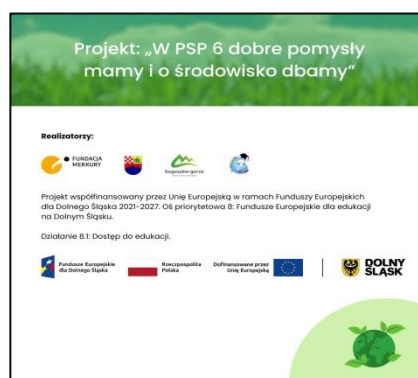 Projekt: „W PSP 6 dobre pomysły
mamy i o środowisko dbamy”
Realizatorzy:
FUNDACJA
MERKURY
boguszów-gorce
Projekt współfinansowany przez Unię Europejską w ramach Funduszy Europejskich
dla Dolnego Śląska 2021-2027. Oś priorytetowa 8: Fundusze Europejskie dla edukacji
na Dolnym Śląsku.
Działanie 8.1: Dostęp do edukacji.
Fundusze Europejskie
dla Dolnego Śląska
Rzeczpospolita
Polska
Dofinansowane przez
Unię Europejską
DOLNY
ŚLĄSK